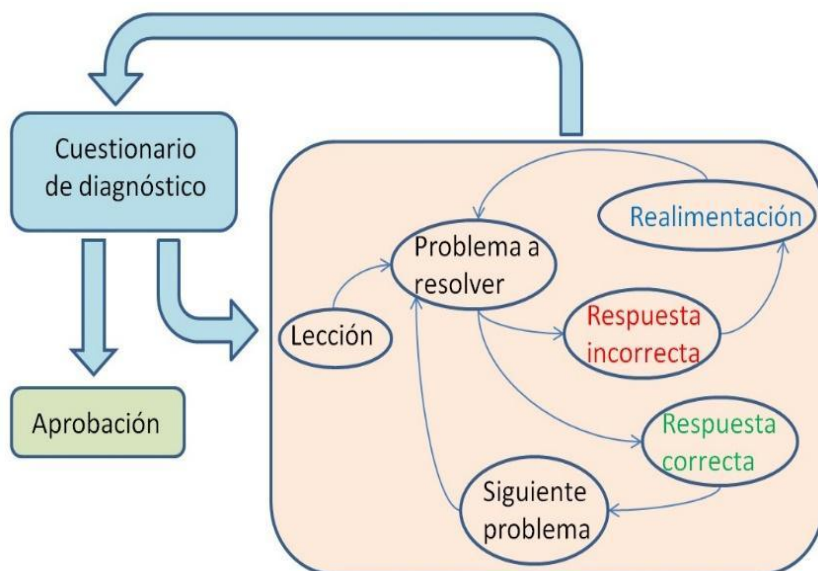 Cuestionario
de diagnóstico
Aprobación
Lección
Problema a
resolver
Realimentación
Respuesta
incorrecta
Respuesta
correcta
Siguiente
problema